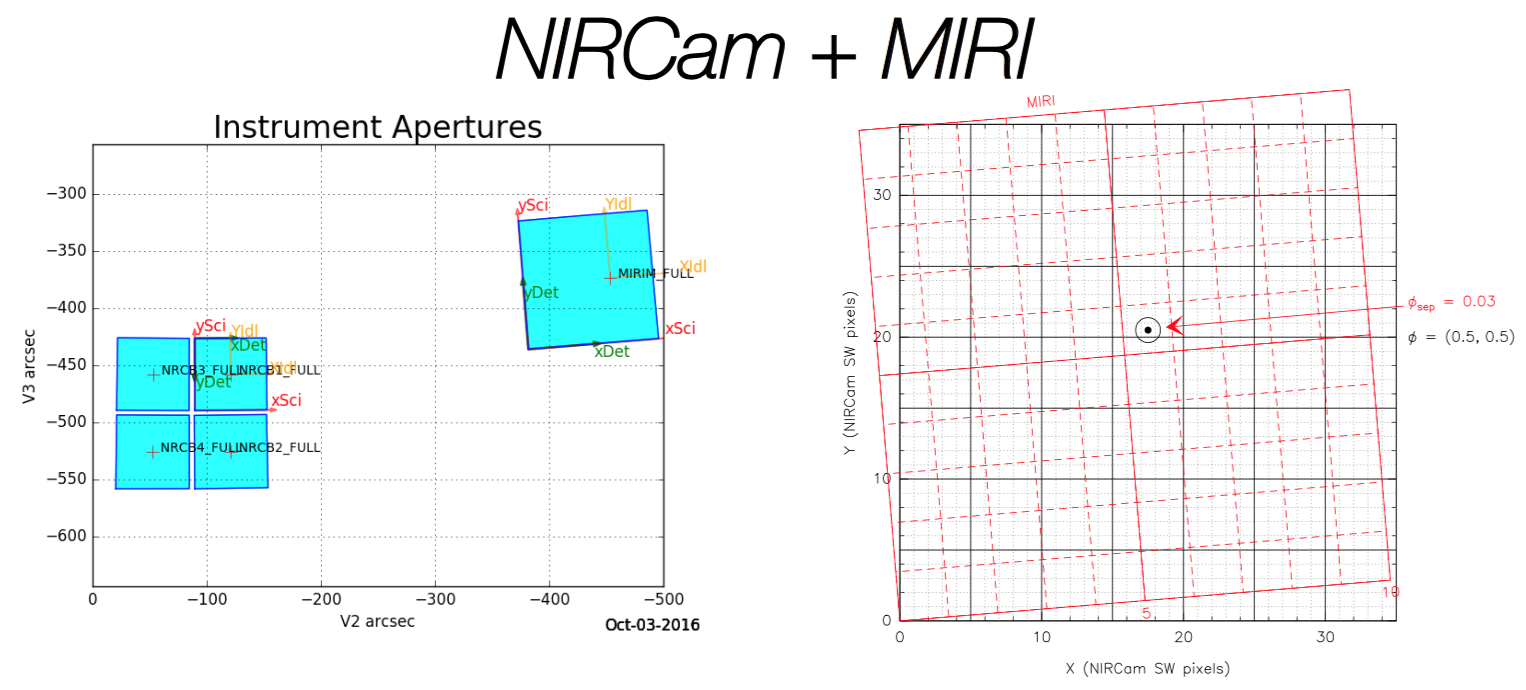 NIRCam + MIRI
Instrument Apertures
V3 arcsec
−300
−350
−400
−450
−500
−550
−600
0
−100
−200
−300
−400
−500
V2 arcsec
Oct-03-2016
ySci
YIdl
XIdl
MIRIM_FULL
yDet
xSci
xDet
ySci
YIdl
xDet
XIdl
NRCB3_FULL
NRCB1_FULL
yDet
xSci
NRCB4_FULL
NRCB2_FULL
MIRI
Y (NIRCam SW pixels)
30
20
10
0
0
10
20
30
X (NIRCam SW pixels)
5
10
ϕsep = 0.03
ϕ = (0.5, 0.5)